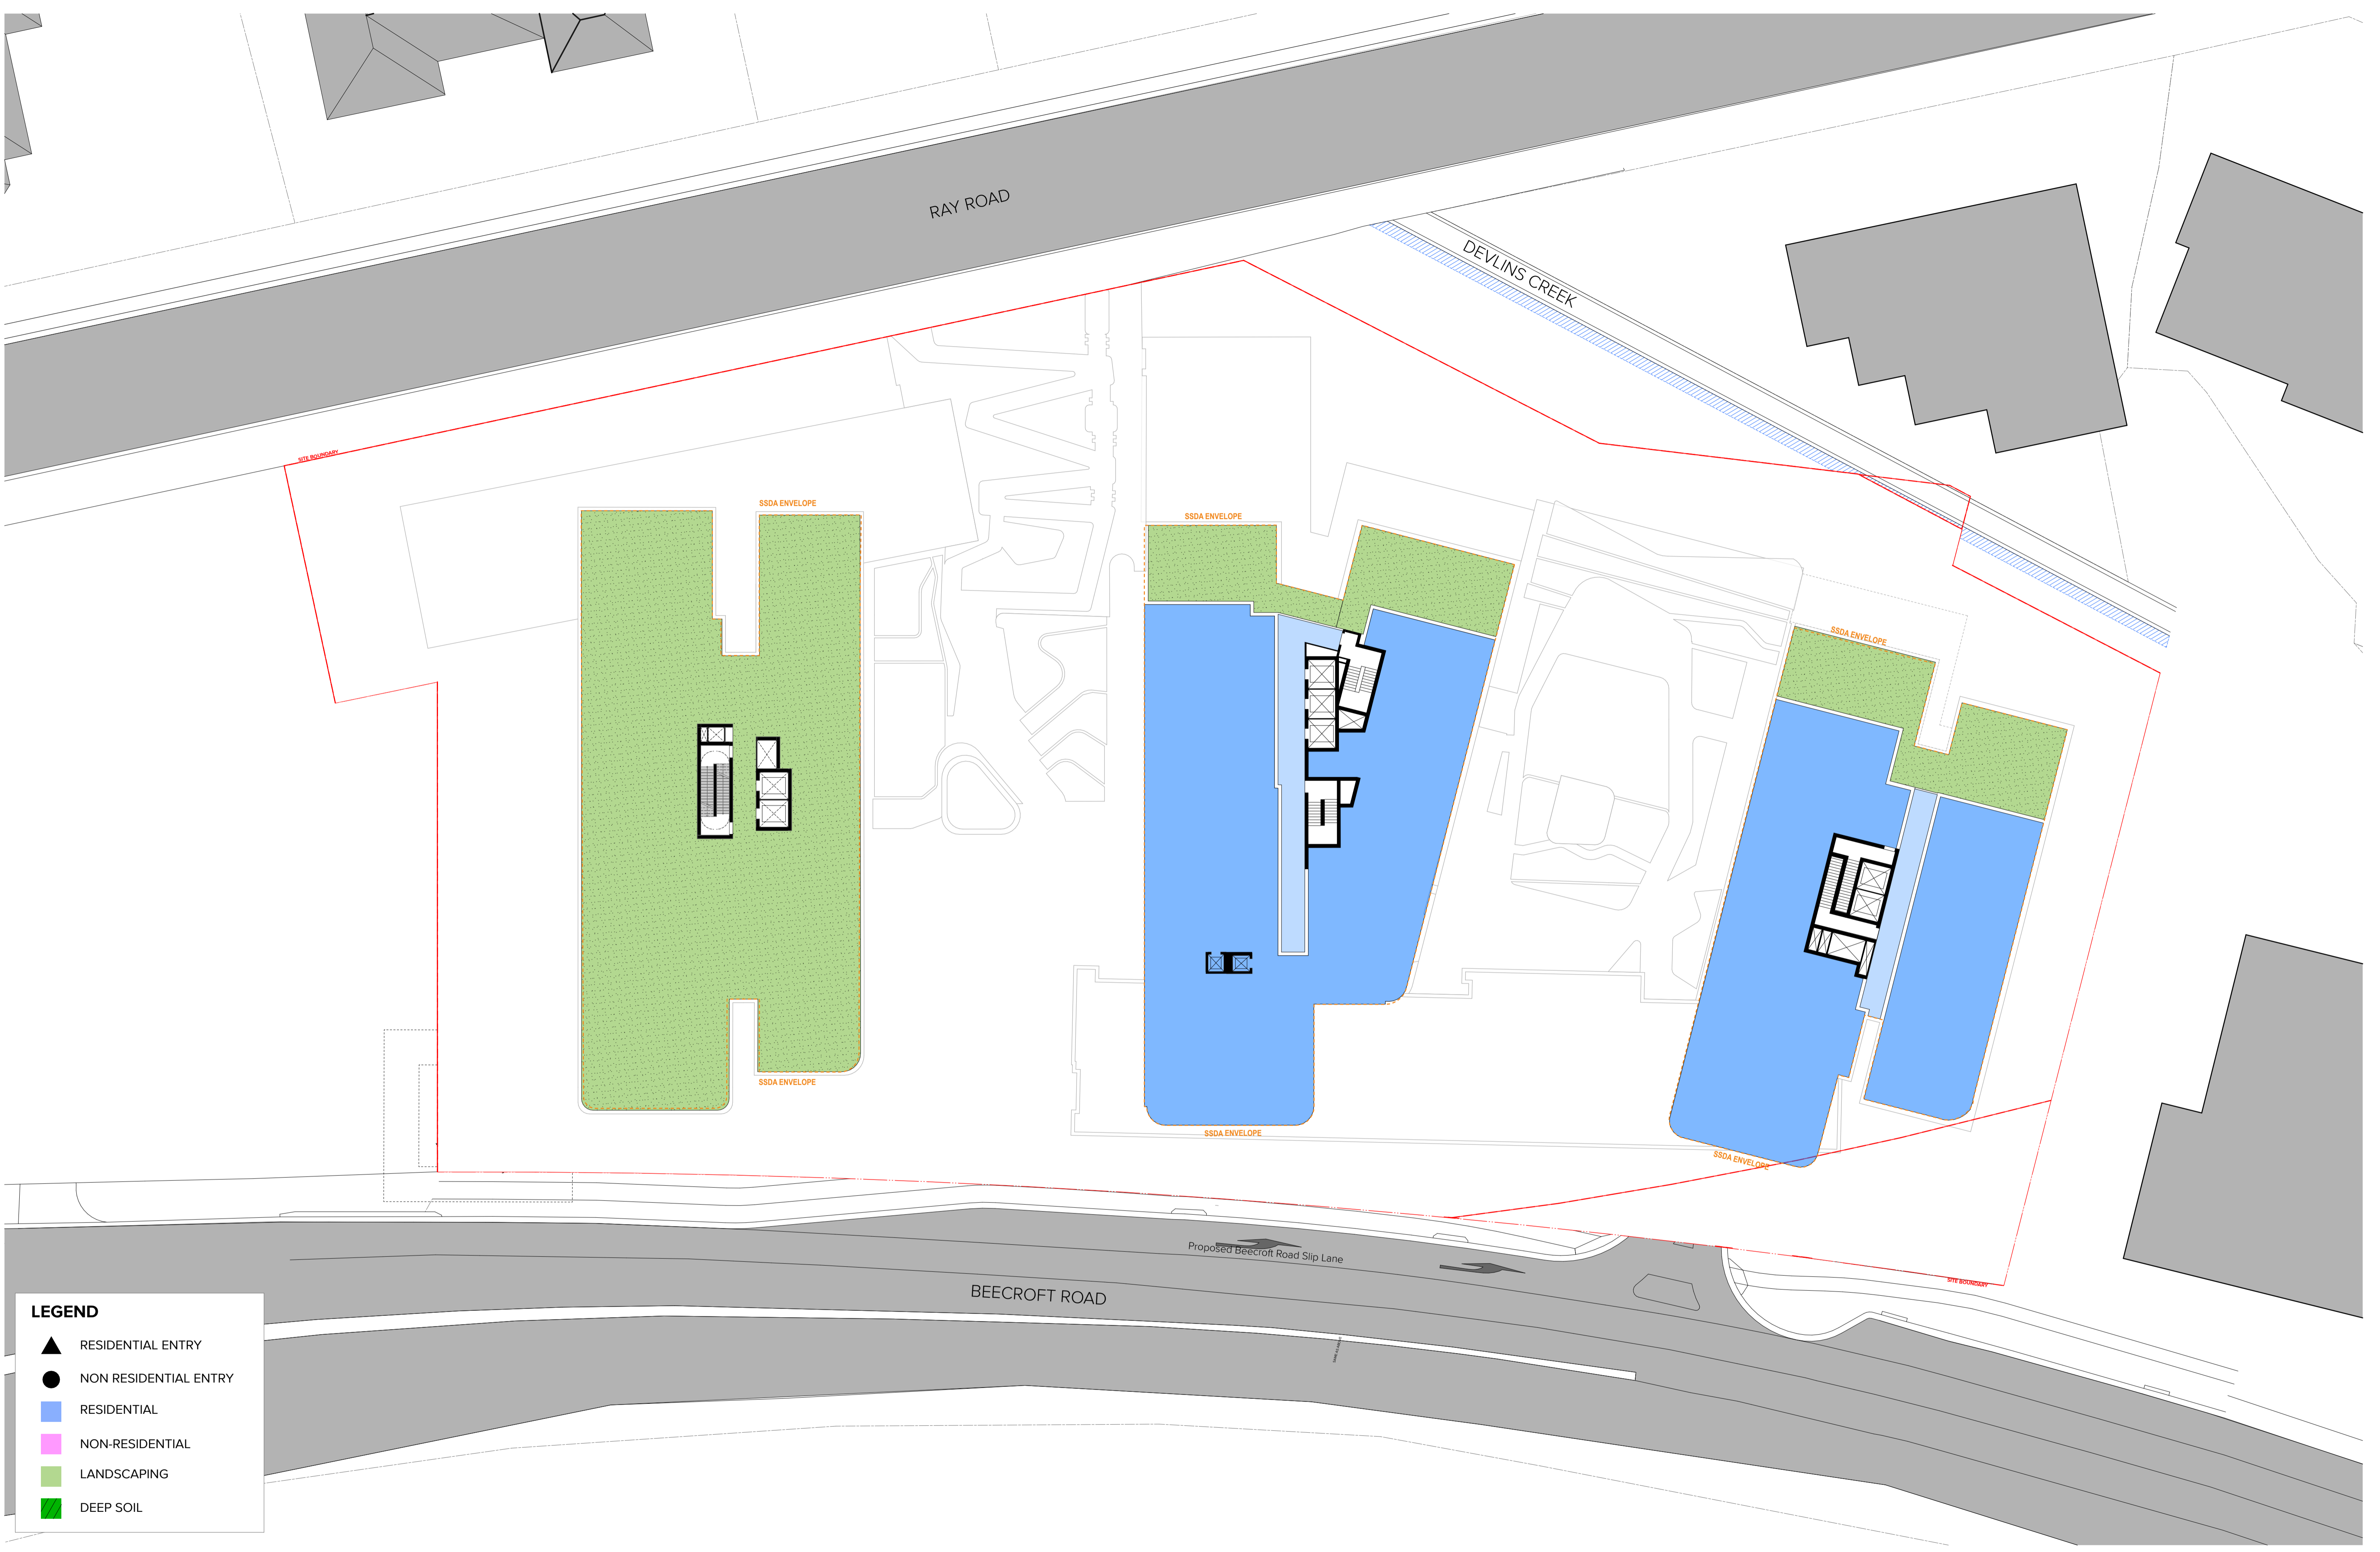 RAY ROAD
DEVLINS CREEK
SITE BOUNDARY
SSDA ENVELOPE
SSDA ENVELOPE
SSDA ENVELOPE
SSDA ENVELOPE
SSDA ENVELOPE
SSDA ENVELOPE
Proposed Beecroft Road Slip Lane
SITE BOUNDARY
BEECROFT ROAD
LEGEND
RESIDENTIAL ENTRY
NON RESIDENTIAL ENTRY
RESIDENTIAL
NON-RESIDENTIAL
LANDSCAPING
DEEP SOIL